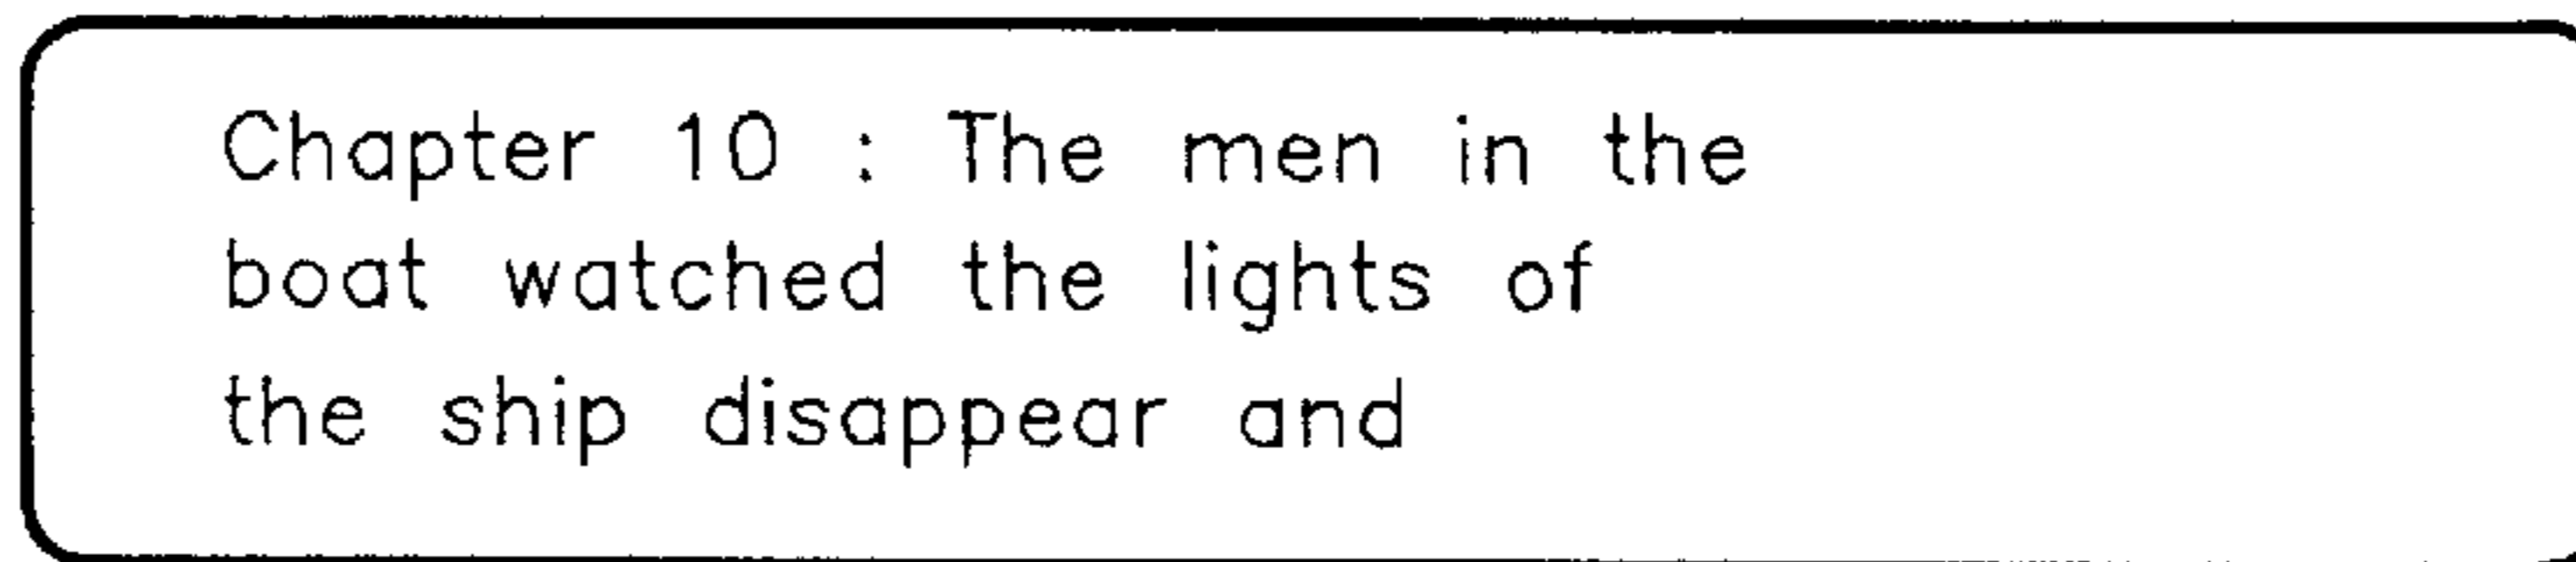 Chapter 10 : The men in the
boat watched the lights of
the ship disappear and